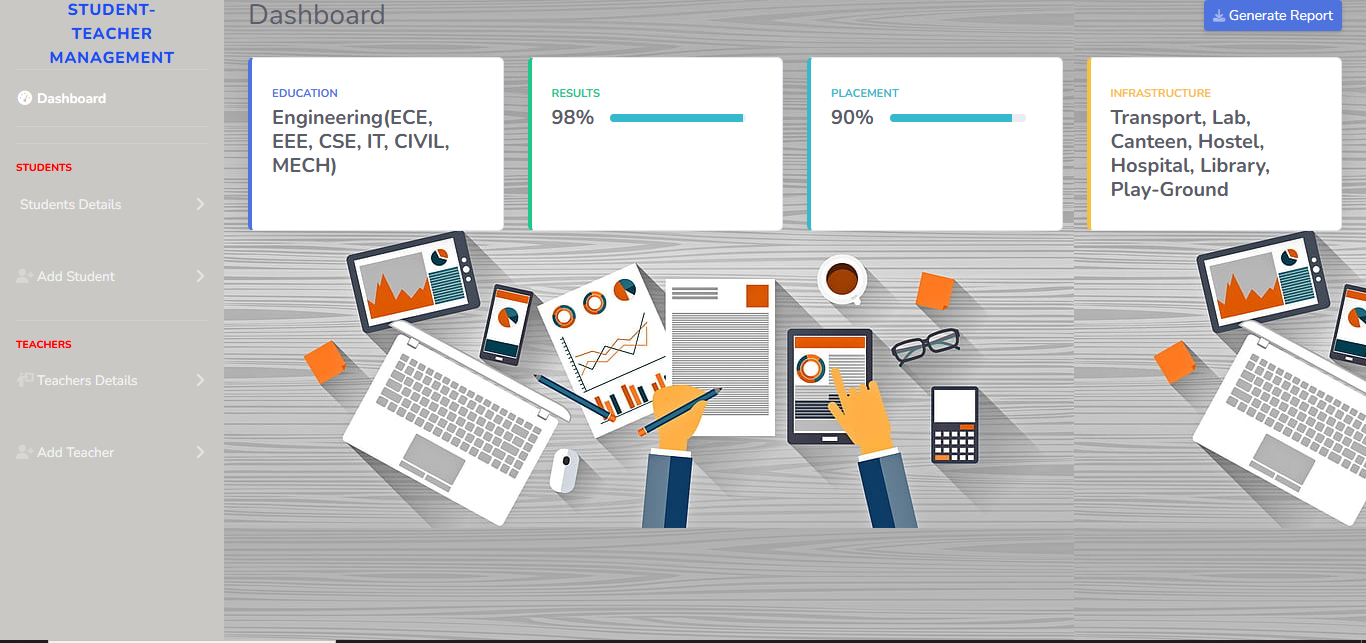 STUDENT-
TEACHER
MANAGEMENT
Dashboard
STUDENTS
Students Details
Add Student
TEACHERS
Teachers Details
Add Teacher
Dashboard
Generate Report
EDUCATION
Engineering(ECE,
EEE, CSE, IT, CIVIL,
MECH)
RESULTS
98%
PLACEMENT
90%
INFRASTRUCTURE
Transport, Lab,
Canteen, Hostel,
Hospital, Library,
Play-Ground